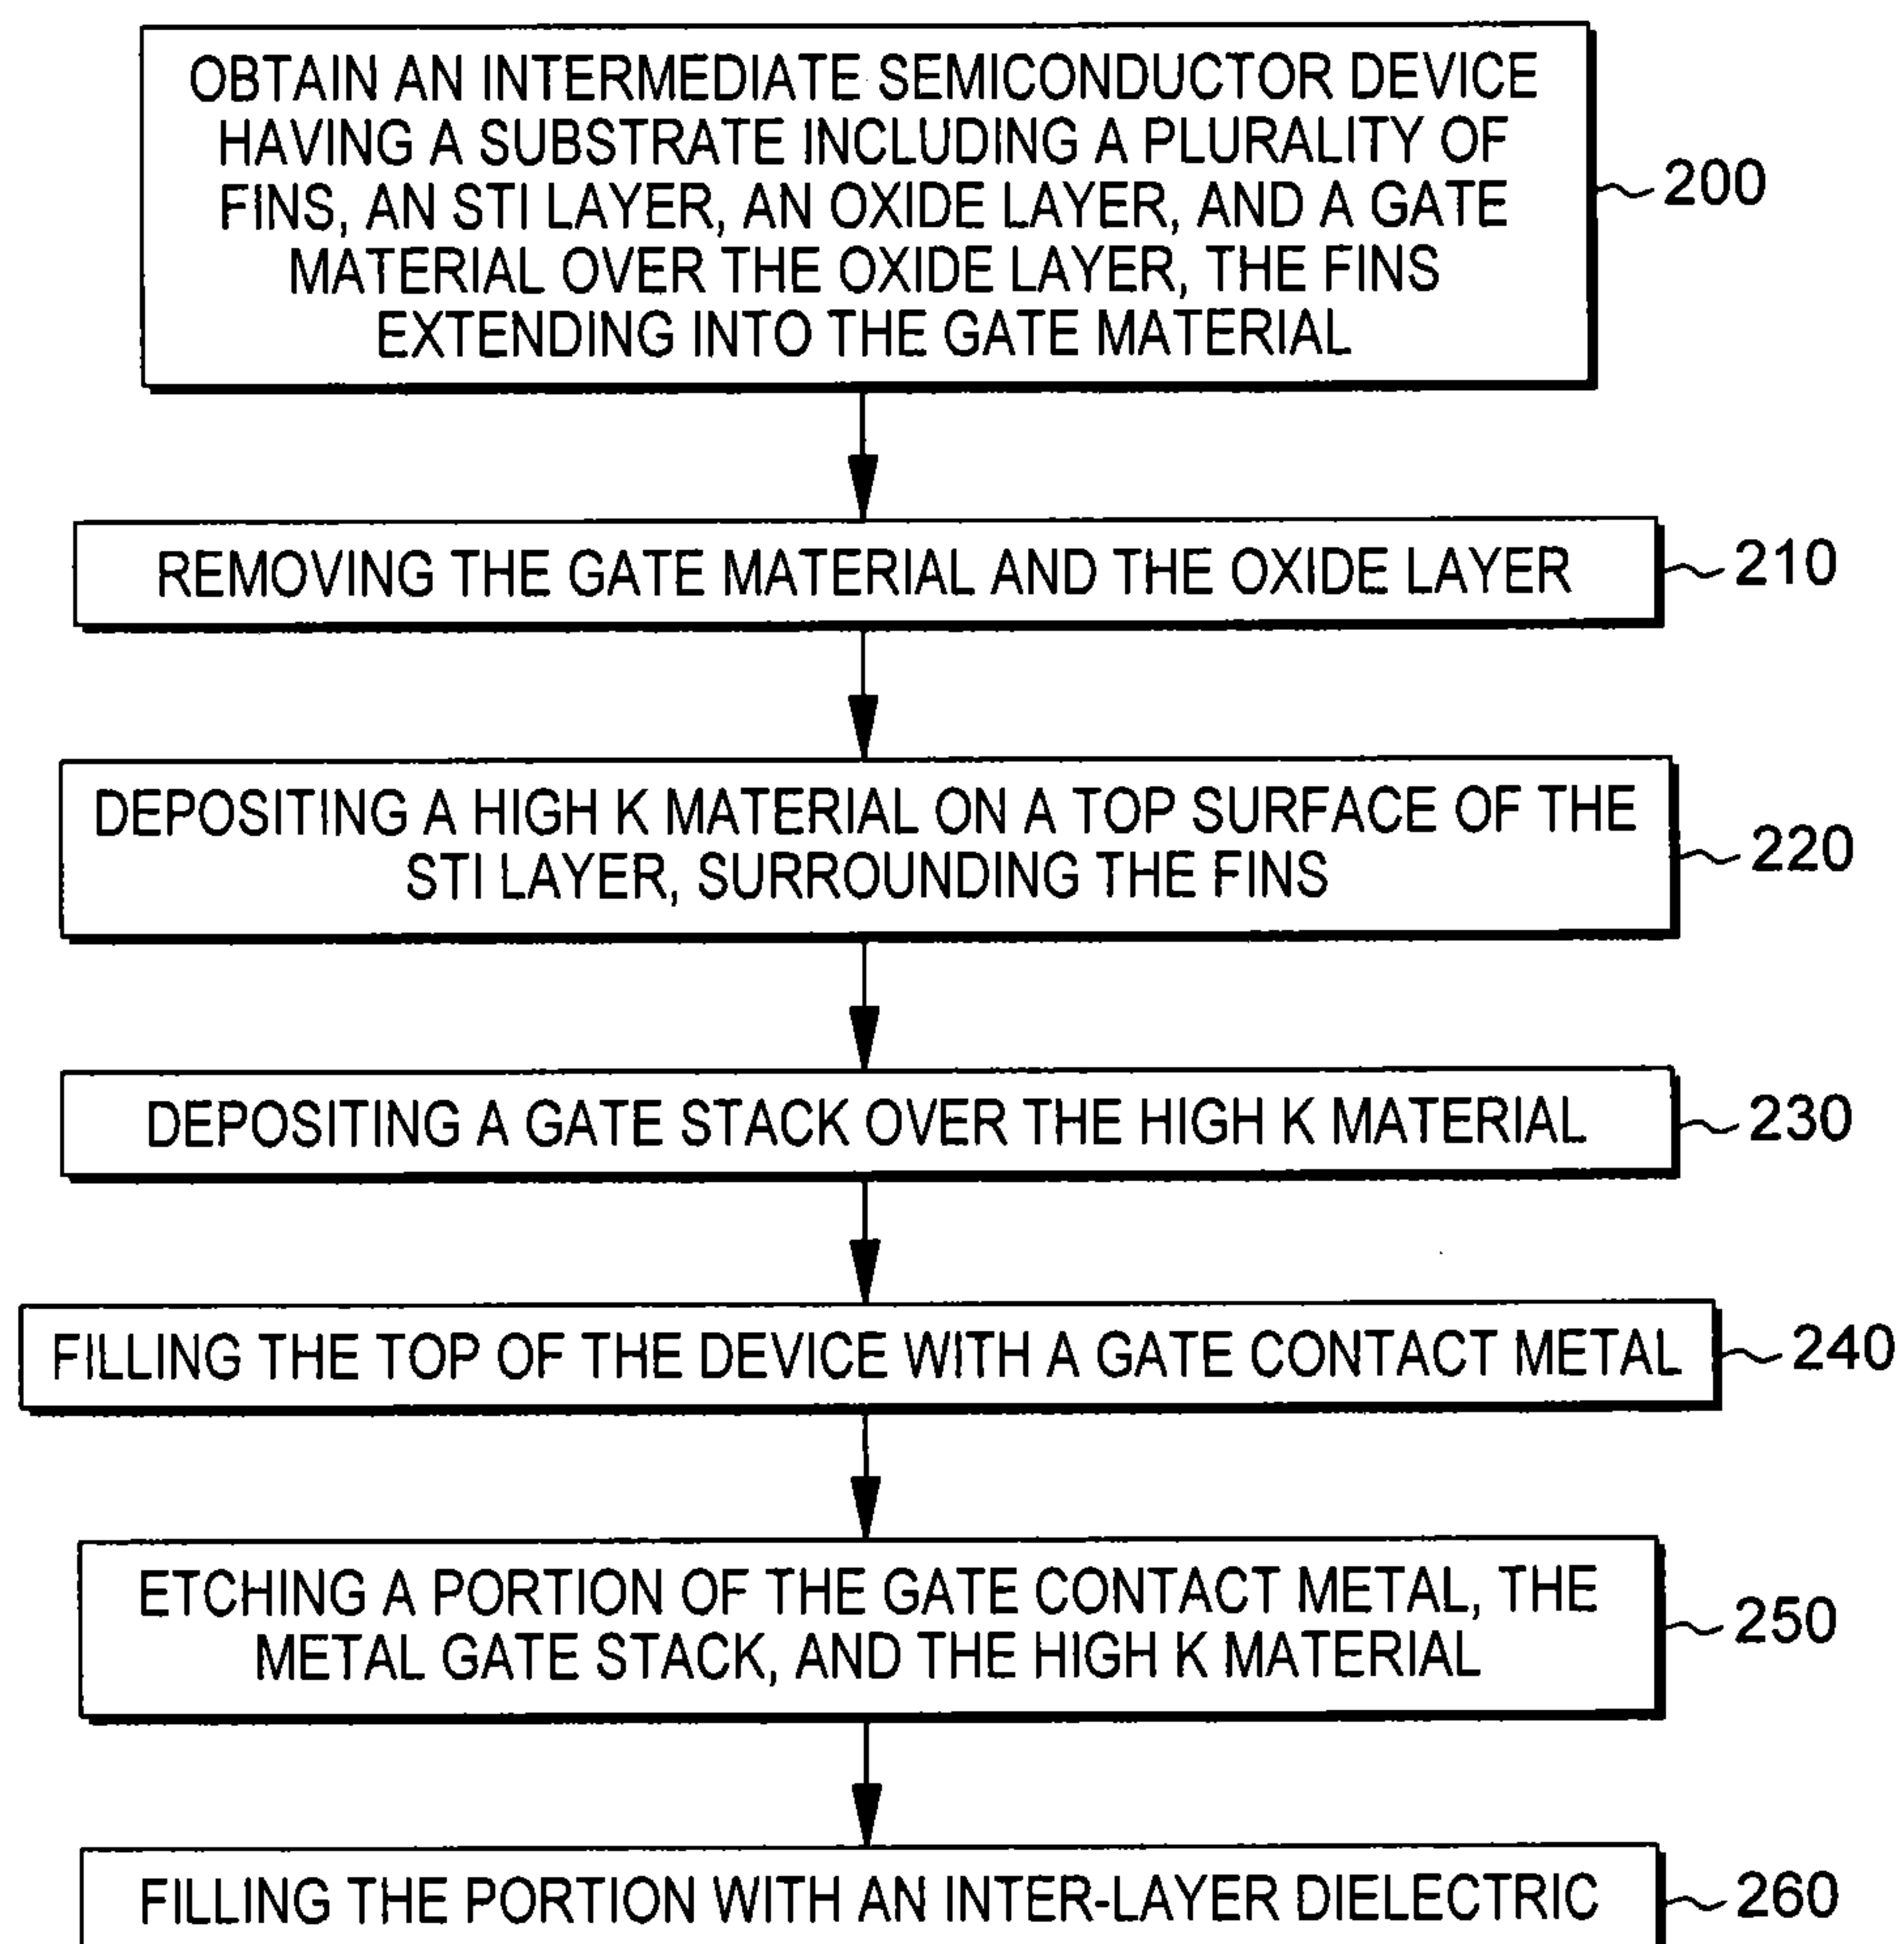 OBTAIN AN INTERMEDIATE SEMICONDUCTOR DEVICE
HAVING A SUBSTRATE INCLUDING A PLURALITY OF
FINS, AN STI LAYER, AN OXIDE LAYER, AND A GATE
MATERIAL OVER THE OXIDE LAYER, THE FINS
EXTENDING INTO THE GATE MATERIAL
200
REMOVING THE GATE MATERIAL AND THE OXIDE LAYER
210
DEPOSITING A HIGH K MATERIAL ON A TOP SURFACE OF THE
STI LAYER, SURROUNDING THE FINS
220
DEPOSITING A GATE STACK OVER THE HIGH K MATERIAL
230
FILLING THE TOP OF THE DEVICE WITH A GATE CONTACT METAL
240
ETCHING A PORTION OF THE GATE CONTACT METAL, THE
METAL GATE STACK, AND THE HIGH K MATERIAL
250
FILLING THE PORTION WITH AN INTER-LAYER DIELECTRIC
260